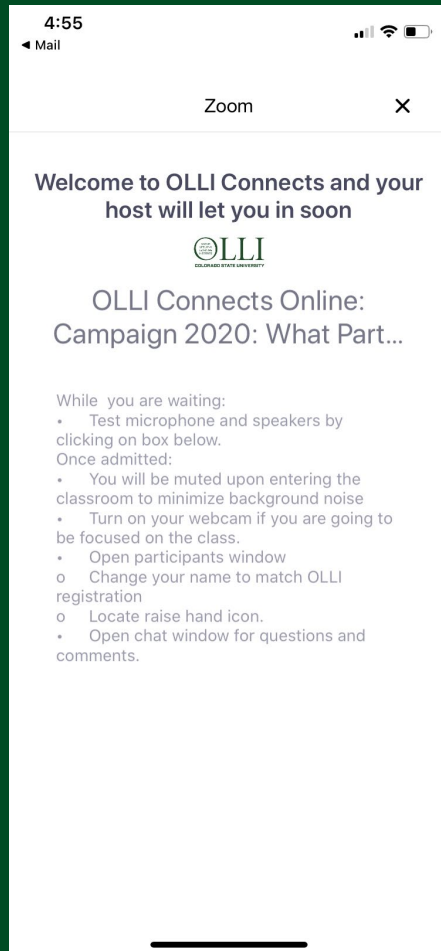 4:55
◀ Mail
Zoom
✕
Welcome to OLLI Connects and your
host will let you in soon
OLLI
COLORADO STATE UNIVERSITY
OLLI Connects Online:
Campaign 2020: What Part...
While you are waiting:
• Test microphone and speakers by
clicking on box below.
Once admitted:
• You will be muted upon entering the
classroom to minimize background noise
• Turn on your webcam if you are going to
be focused on the class.
• Open participants window
o Change your name to match OLLI
registration
o Locate raise hand icon.
• Open chat window for questions and
comments.